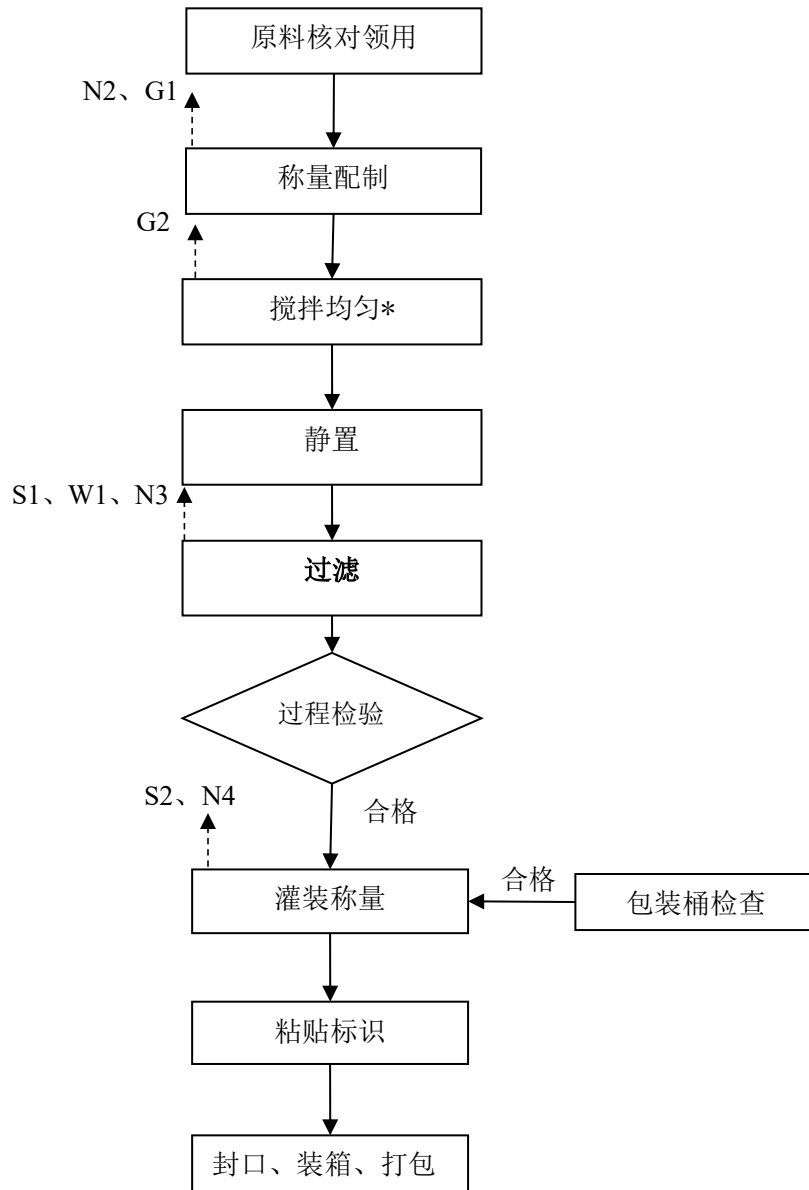 原料核对领用
N2、G1
称量配制
G2
搅拌均匀*
静置
S1、W1、N3
过滤
过程检验
S2、N4
合格
灌装称量
合格
包装桶检查
粘贴标识
封口、装箱、打包